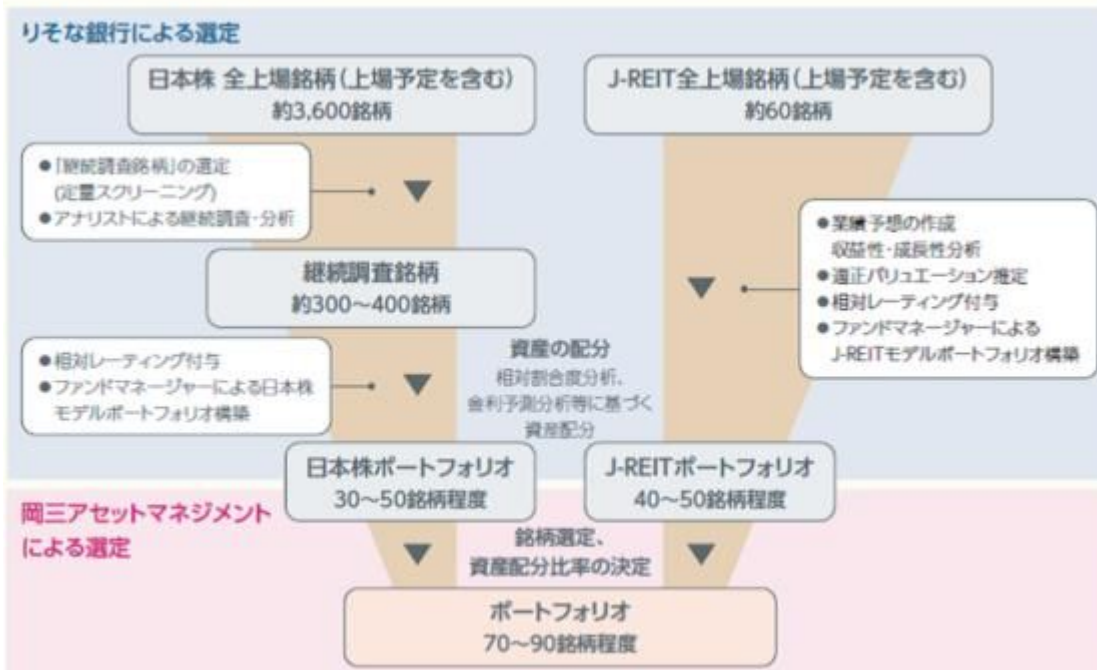 りそな銀行による選定
日本株 全上場銘柄(上場予定を含む)
約3,600銘柄
J-REIT全上場銘柄(上場予定を含む)
約60銘柄
●「継続調査銘柄」の選定
(定量スクリーニング)
●アナリストによる継続調査・分析
継続調査銘柄
約300～400銘柄
●業績予想の作成
収益性・成長性分析
●適正バリュエーション推定
●相対レーティング付与
●ファンドマネージャーによる
J-REITモデルポートフォリオ構築
●相対レーティング付与
●ファンドマネージャーによる日本株
モデルポートフォリオ構築
資産の配分
相対割合度分析、
金利予測分析等に基づく
資産配分
日本株ポートフォリオ
30～50銘柄程度
J-REITポートフォリオ
40～50銘柄程度
岡三アセットマネジメント
による選定
銘柄選定、
資産配分比率の決定
ポートフォリオ
70～90銘柄程度